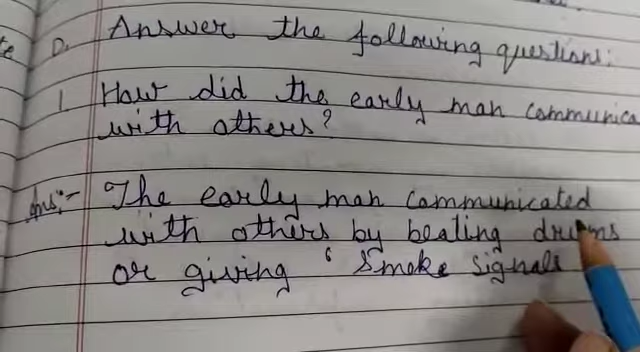 D. Answer the following questions:
1 How did the early man communica
with others?
Ans:- The early man communicated
with others by beating drums
or giving ' Smoke Signals